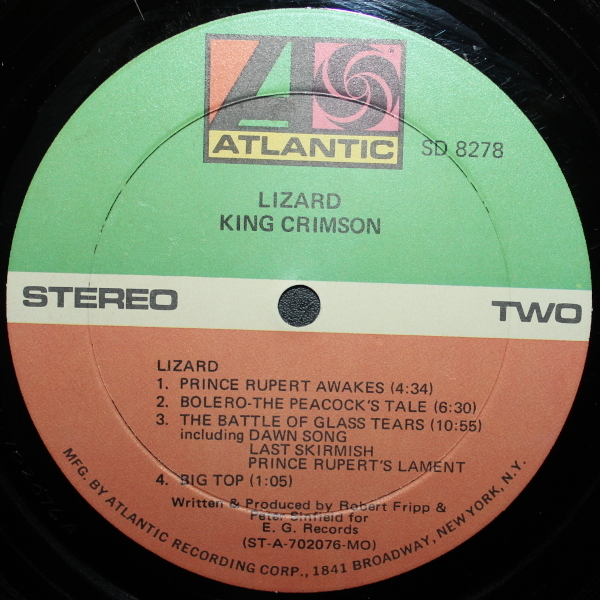 ATLANTIC
SD 8278
LIZARD
KING CRIMSON
STEREO
TWO
LIZARD
1. PRINCE RUPERT AWAKES (4:34)
2. BOLERO-THE PEACOCK'S TALE (6:30)
3. THE BATTLE OF GLASS TEARS (10:55)
including DAWN SONG
LAST SKIRMISH
PRINCE RUPERT'S LAMENT
4. BIG TOP (1:05)
Written & Produced by Robert Fripp &
Peter Sinfield for
E. G. Records
(ST-A-702076-MO)
MFG. BY ATLANTIC RECORDING CORP., 1841 BROADWAY, NEW YORK, N.Y.